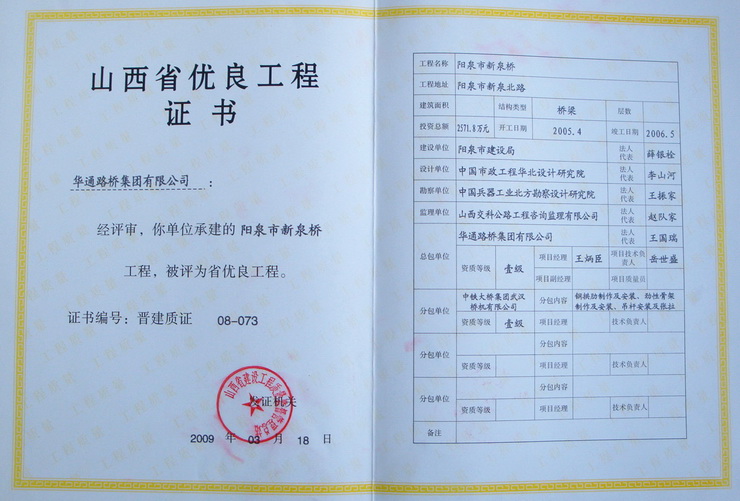 山西省优良工程
证书
华通路桥集团有限公司：
经评审，你单位承建的 阳泉市新泉桥
工程，被评为省优良工程。
证书编号：晋建质证 08-073
发证机关
2009 年 03 月 18 日
工程名称 阳泉市新泉桥
工程地址 阳泉市新泉北路
建筑面积 结构类型 桥梁 层数
投资总额 2571.8万元 开工日期 2005.4 竣工日期 2006.5
建设单位 阳泉市建设局 法人代表 薛银栓
设计单位 中国市政工程华北设计研究院 法人代表 李山河
勘察单位 中国兵器工业北方勘察设计研究院 法人代表 王振家
监理单位 山西交科公路工程咨询监理有限公司 法人代表 赵队家
总包单位 华通路桥集团有限公司 法人代表 王国瑞
资质等级 壹级 项目经理 王炳臣 项目技术负责人 岳世盛
项目副经理 项目质量员
分包单位 中铁大桥集团武汉桥机有限公司 分包内容 钢拱肋制作及安装、劲性骨架制作及安装、吊杆安装及张拉
资质等级 壹级 项目经理 技术负责人
分包单位 分包内容
资质等级 项目经理 技术负责人
分包单位 分包内容
资质等级 项目经理 技术负责人
备注